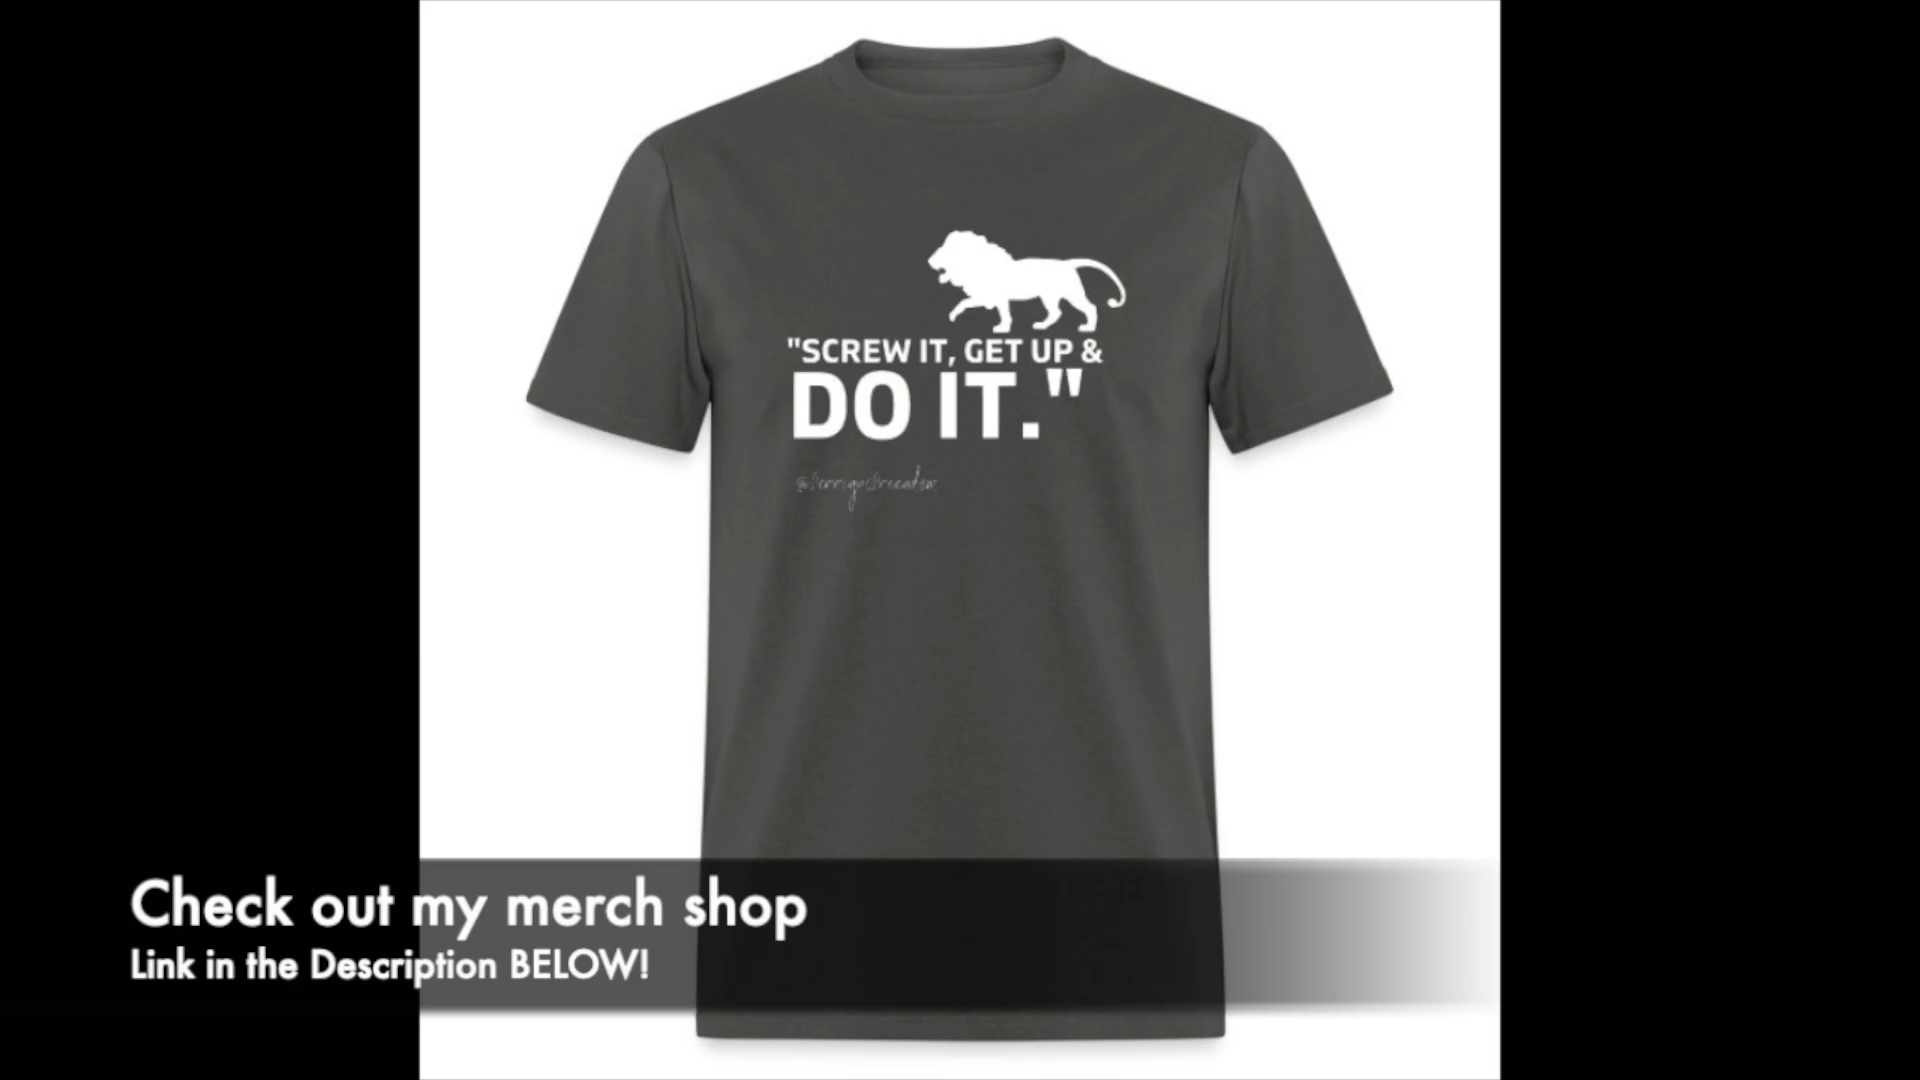 "SCREW IT, GET UP &
DO IT."
Check out my merch shop
Link in the Description BELOW!